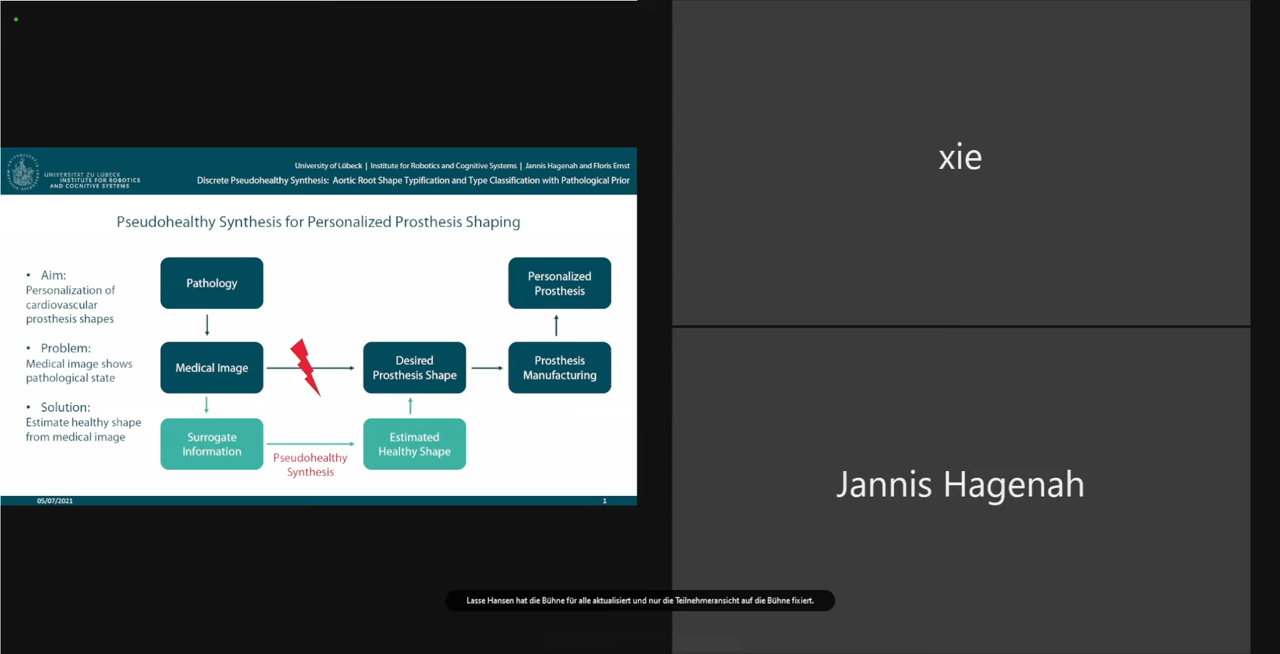 UNIVERSITÄT ZU LÜBECK
INSTITUTE FOR ROBOTICS
AND COGNITIVE SYSTEMS
University of Lübeck | Institute for Robotics and Cognitive Systems | Jannis Hagenah and Floris Ernst
Discrete Pseudohealthy Synthesis: Aortic Root Shape Typification and Type Classification with Pathological Prior
Pseudohealthy Synthesis for Personalized Prosthesis Shaping
• Aim:
Personalization of
cardiovascular
prosthesis shapes
• Problem:
Medical image shows
pathological state
• Solution:
Estimate healthy shape
from medical image
Pathology
Personalized
Prosthesis
Medical Image
Desired
Prosthesis Shape
Prosthesis
Manufacturing
Surrogate
Information
Pseudohealthy
Synthesis
Estimated
Healthy Shape
05/07/2021
1
xie
Jannis Hagenah
Lasse Hansen hat die Bühne für alle aktualisiert und nur die Teilnehmeransicht auf die Bühne fixiert.